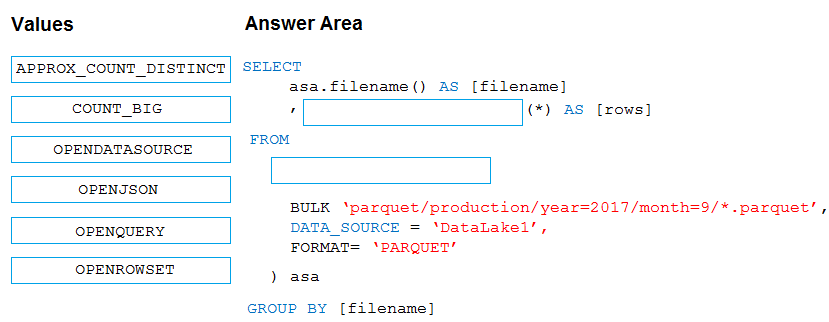 Values
APPROX_COUNT_DISTINCT
COUNT_BIG
OPENDATASOURCE
OPENJSON
OPENQUERY
OPENROWSET
Answer Area
SELECT
asa.filename() AS [filename]
, (*) AS [rows]
FROM
BULK ‘parquet/production/year=2017/month=9/*.parquet’,
DATA_SOURCE = ‘DataLake1’,
FORMAT= ‘PARQUET’
) asa
GROUP BY [filename]